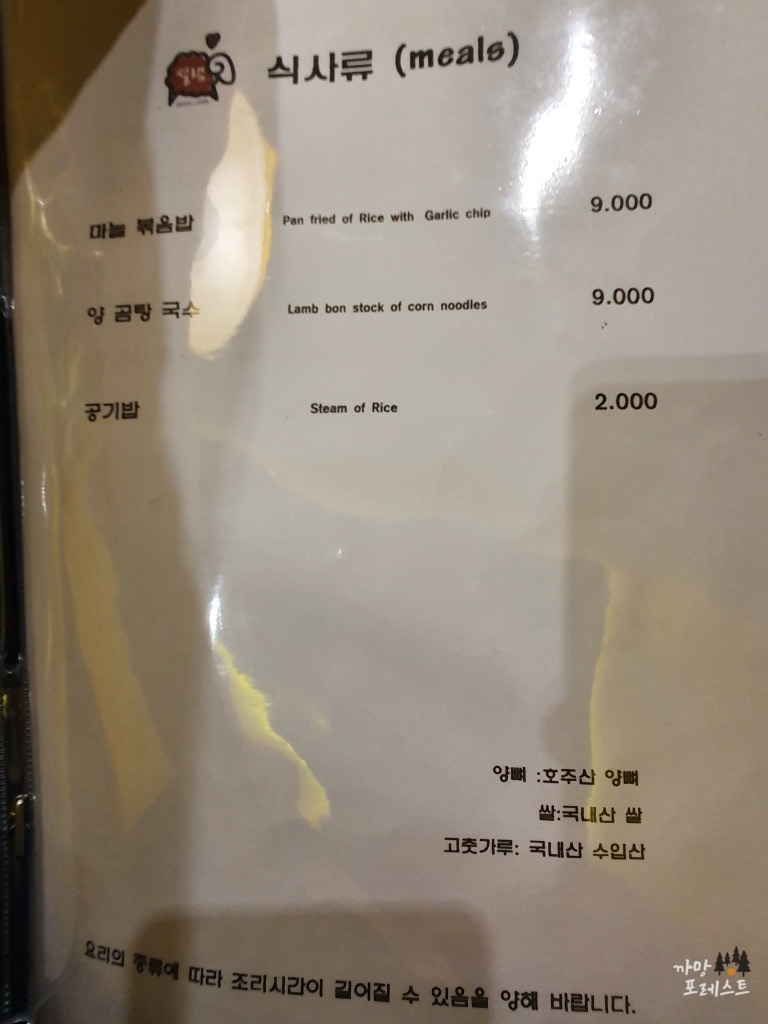 식사류 (meals)
마늘 볶음밥 Pan fried of Rice with Garlic chip 9.000
양 곰탕 국수 Lamb bon stock of corn noodles 9.000
공기밥 Steam of Rice 2.000
양뼈 :호주산 양뼈
쌀:국내산 쌀
고춧가루: 국내산 수입산
요리의 종류에 따라 조리시간이 길어질 수 있음을 양해 바랍니다.
까망
포레스트